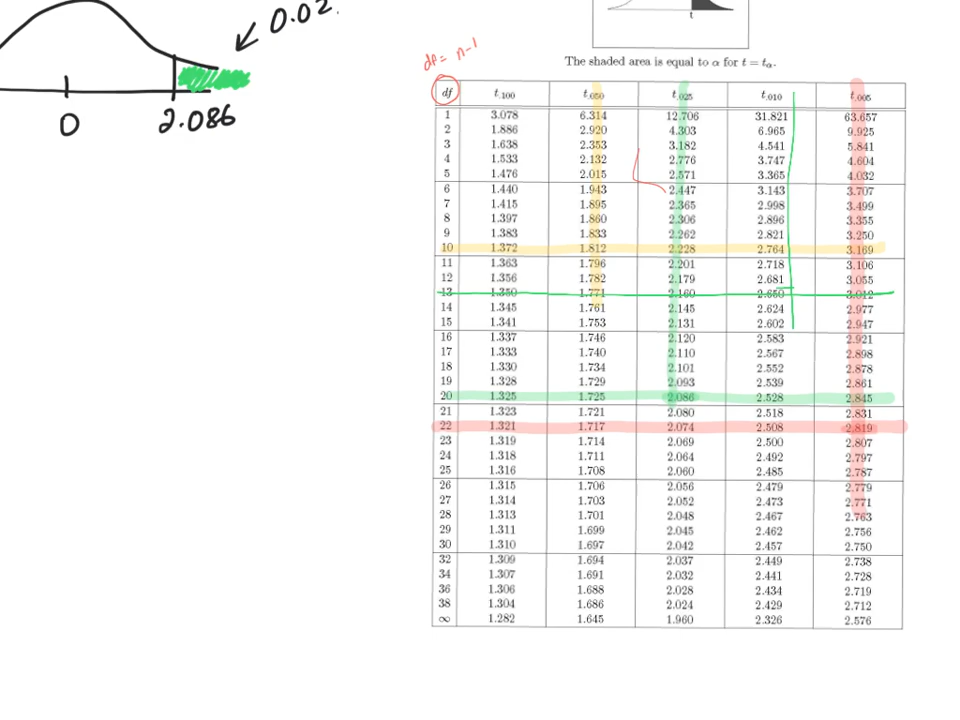 0.02
0
2.086
t
The shaded area is equal to α for t = tα.
df = n-1
df t.100 t.050 t.025 t.010 t.005
1 3.078 6.314 12.706 31.821 63.657
2 1.886 2.920 4.303 6.965 9.925
3 1.638 2.353 3.182 4.541 5.841
4 1.533 2.132 2.776 3.747 4.604
5 1.476 2.015 2.571 3.365 4.032
6 1.440 1.943 2.447 3.143 3.707
7 1.415 1.895 2.365 2.998 3.499
8 1.397 1.860 2.306 2.896 3.355
9 1.383 1.833 2.262 2.821 3.250
10 1.372 1.812 2.228 2.764 3.169
11 1.363 1.796 2.201 2.718 3.106
12 1.356 1.782 2.179 2.681 3.055
13 1.350 1.771 2.160 2.650 3.012
14 1.345 1.761 2.145 2.624 2.977
15 1.341 1.753 2.131 2.602 2.947
16 1.337 1.746 2.120 2.583 2.921
17 1.333 1.740 2.110 2.567 2.898
18 1.330 1.734 2.101 2.552 2.878
19 1.328 1.729 2.093 2.539 2.861
20 1.325 1.725 2.086 2.528 2.845
21 1.323 1.721 2.080 2.518 2.831
22 1.321 1.717 2.074 2.508 2.819
23 1.319 1.714 2.069 2.500 2.807
24 1.318 1.711 2.064 2.492 2.797
25 1.316 1.708 2.060 2.485 2.787
26 1.315 1.706 2.056 2.479 2.779
27 1.314 1.703 2.052 2.473 2.771
28 1.313 1.701 2.048 2.467 2.763
29 1.311 1.699 2.045 2.462 2.756
30 1.310 1.697 2.042 2.457 2.750
32 1.309 1.694 2.037 2.449 2.738
34 1.307 1.691 2.032 2.441 2.728
36 1.306 1.688 2.028 2.434 2.719
38 1.304 1.686 2.024 2.429 2.712
∞ 1.282 1.645 1.960 2.326 2.576